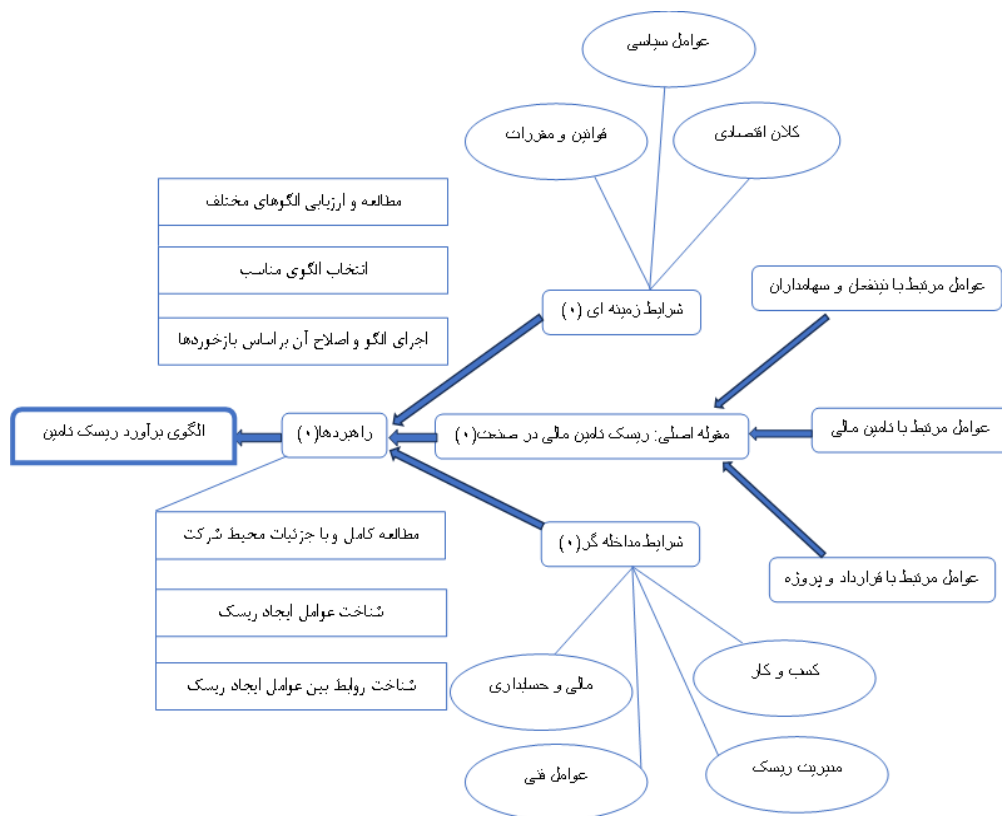 عوامل سیاسی
قوانین و مقررات
کلان اقتصادی
مطالعه و ارزیابی الگوهای مختلف
انتخاب الگوی مناسب
اجرای الگو و اصلاح آن براساس بازخوردها
شرایط زمینه ای (۰)
عوامل مرتبط با ذینفعان و سهامداران
عوامل مرتبط با تامین مالی
مقوله اصلی: ریسک تامین مالی در صنعت(۰)
راهبردها(۰)
الگوی برآورد ریسک تامین
عوامل مرتبط با قرارداد و پروژه
شرایط مداخله گر(۰)
مطالعه کامل و با جزئیات محیط شرکت
شناخت عوامل ایجاد ریسک
شناخت روابط بین عوامل ایجاد ریسک
کسب و کار
مالی و حسابداری
مدیریت ریسک
عوامل فنی